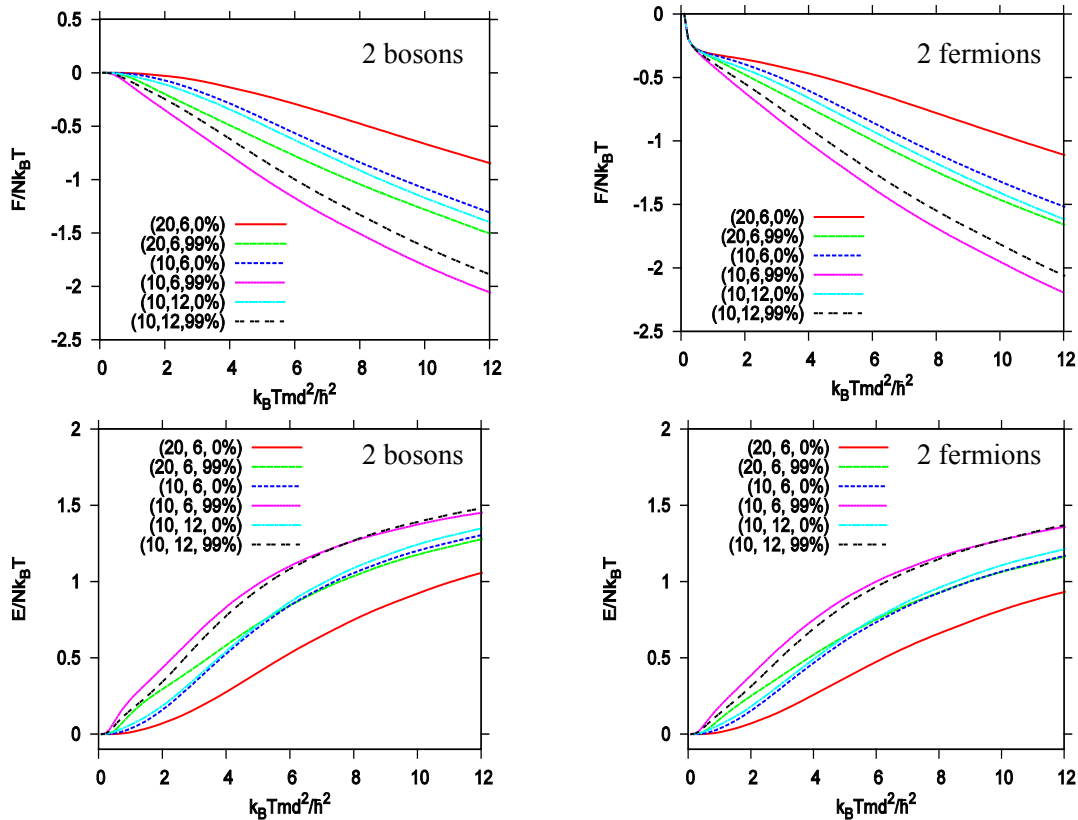 0.5
0
-0.5
-1
-1.5
-2
-2.5
F/Nk_BT
2 bosons
(20,6,0%)
(20,6,99%)
(10,6,0%)
(10,6,99%)
(10,12,0%)
(10,12,99%)
0 2 4 6 8 10 12
k_BTmd²/ħ²
0
-0.5
-1
-1.5
-2
-2.5
F/Nk_BT
2 fermions
(20,6,0%)
(20,6,99%)
(10,6,0%)
(10,6,99%)
(10,12,0%)
(10,12,99%)
0 2 4 6 8 10 12
k_BTmd²/ħ²
2
1.5
1
0.5
0
E/Nk_BT
2 bosons
(20, 6, 0%)
(20, 6, 99%)
(10, 6, 0%)
(10, 6, 99%)
(10, 12, 0%)
(10, 12, 99%)
0 2 4 6 8 10 12
k_BTmd²/ħ²
2
1.5
1
0.5
0
E/Nk_BT
2 fermions
(20, 6, 0%)
(20, 6, 99%)
(10, 6, 0%)
(10, 6, 99%)
(10, 12, 0%)
(10, 12, 99%)
0 2 4 6 8 10 12
k_BTmd²/ħ²